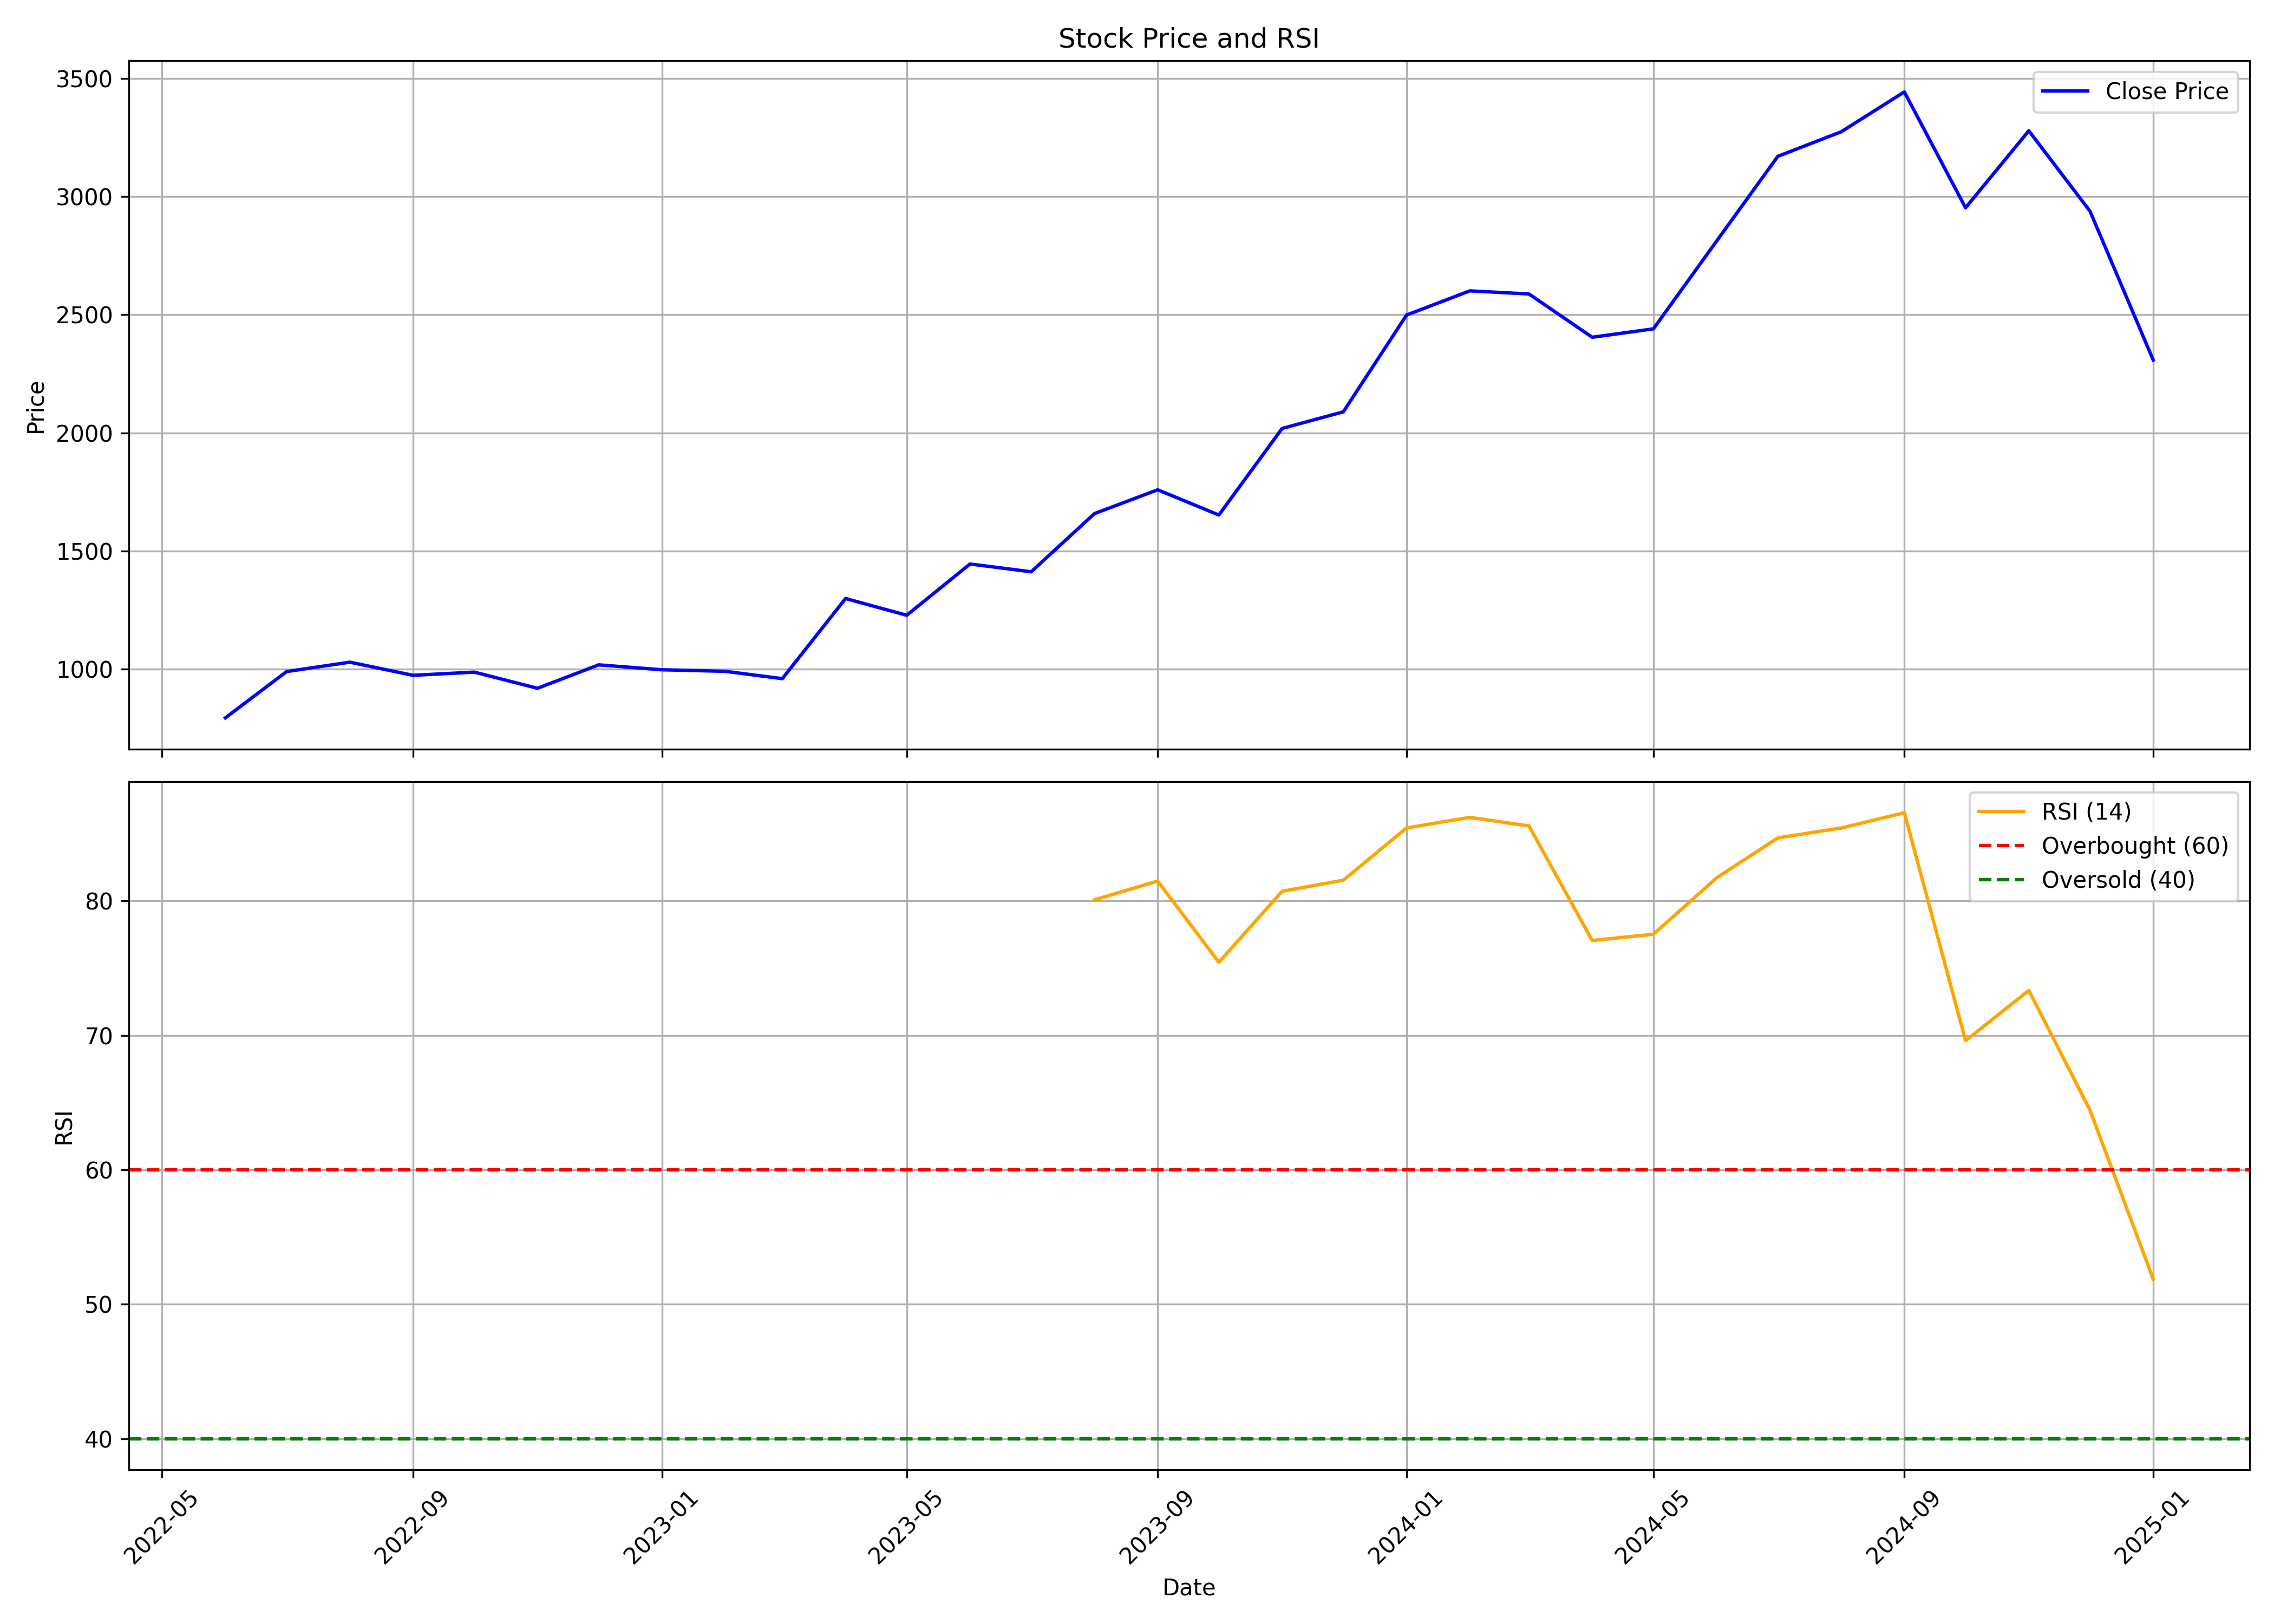 Stock Price and RSI
3500
3000
2500
2000
1500
1000
Price
Close Price
80
70
60
50
40
RSI
RSI (14)
Overbought (60)
Oversold (40)
2022-05
2022-09
2023-01
2023-05
2023-09
2024-01
2024-05
2024-09
2025-01
Date